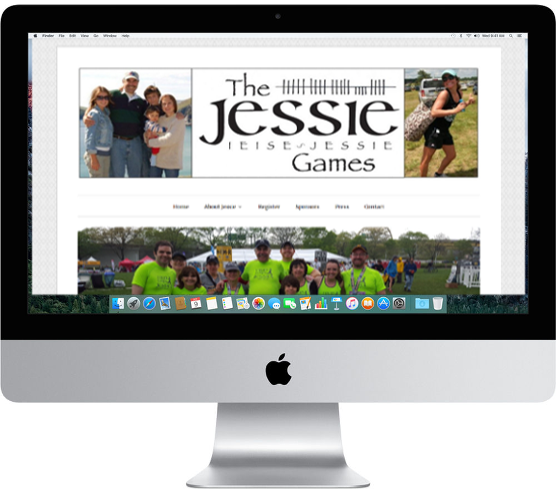 Finder File Edit View Go Window Help
The
Jessie
IEISE JESSIE
Games
Home About Jessie Register Sponsors Press Contact